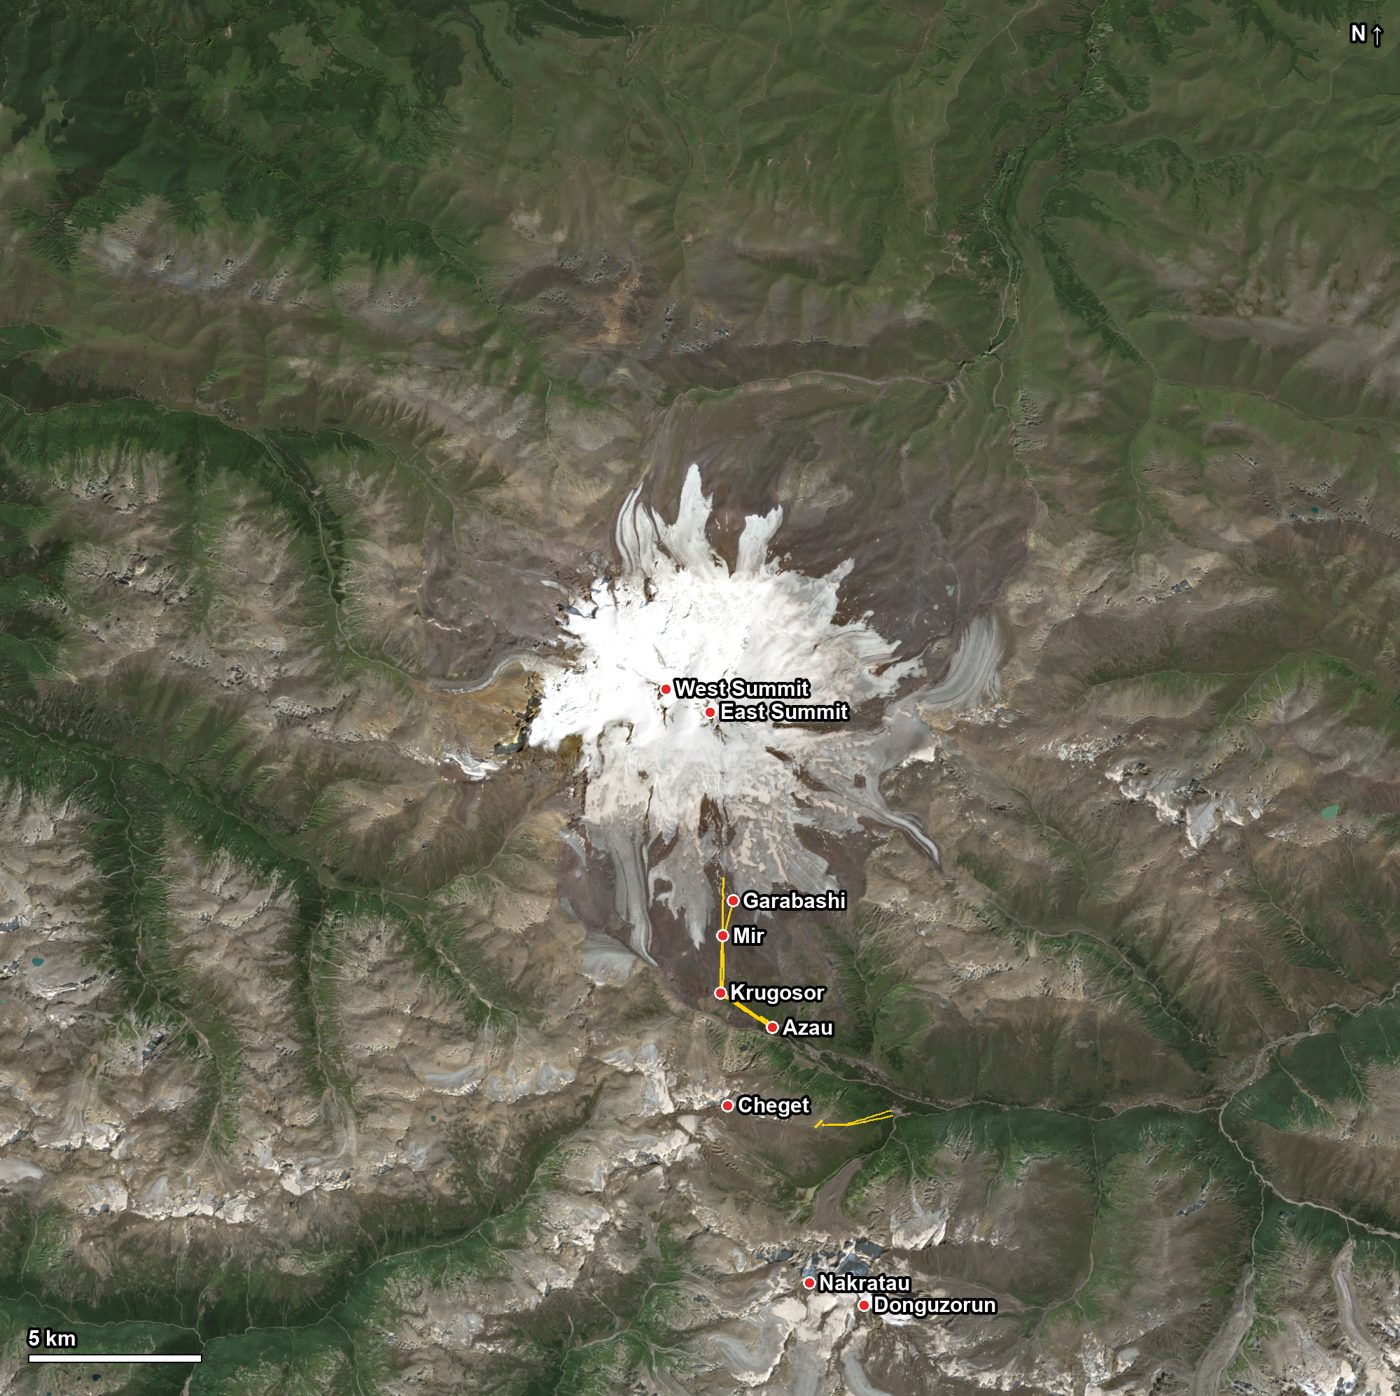 N ↑
West Summit
East Summit
Garabashi
Mir
Krugosor
Azau
Cheget
Nakratau
Donguzorun
5 km